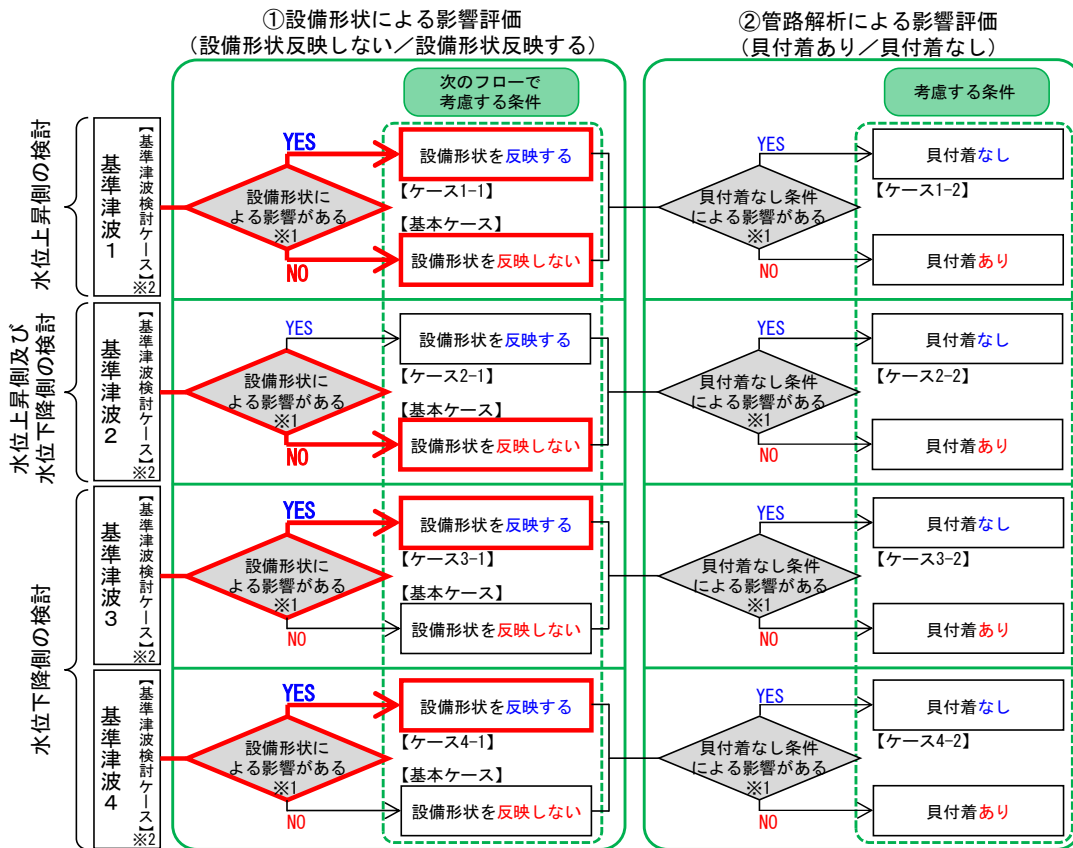 ①設備形状による影響評価
(設備形状反映しない／設備形状反映する)
②管路解析による影響評価
(貝付着あり／貝付着なし)
次のフローで
考慮する条件
考慮する条件
水位上昇側の検討
基準津波1
【基準津波検討ケース】※2
設備形状に
よる影響がある
※1
YES
設備形状を反映する
【ケース1-1】
【基本ケース】
NO
設備形状を反映しない
貝付着なし条件
による影響がある
※1
YES
貝付着なし
【ケース1-2】
NO
貝付着あり
水位上昇側及び
水位下降側の検討
基準津波2
【基準津波検討ケース】※2
設備形状に
よる影響がある
※1
YES
設備形状を反映する
【ケース2-1】
【基本ケース】
NO
設備形状を反映しない
貝付着なし条件
による影響がある
※1
YES
貝付着なし
【ケース2-2】
NO
貝付着あり
水位下降側の検討
基準津波3
【基準津波検討ケース】※2
設備形状に
よる影響がある
※1
YES
設備形状を反映する
【ケース3-1】
【基本ケース】
NO
設備形状を反映しない
貝付着なし条件
による影響がある
※1
YES
貝付着なし
【ケース3-2】
NO
貝付着あり
基準津波4
【基準津波検討ケース】※2
設備形状に
よる影響がある
※1
YES
設備形状を反映する
【ケース4-1】
【基本ケース】
NO
設備形状を反映しない
貝付着なし条件
による影響がある
※1
YES
貝付着なし
【ケース4-2】
NO
貝付着あり